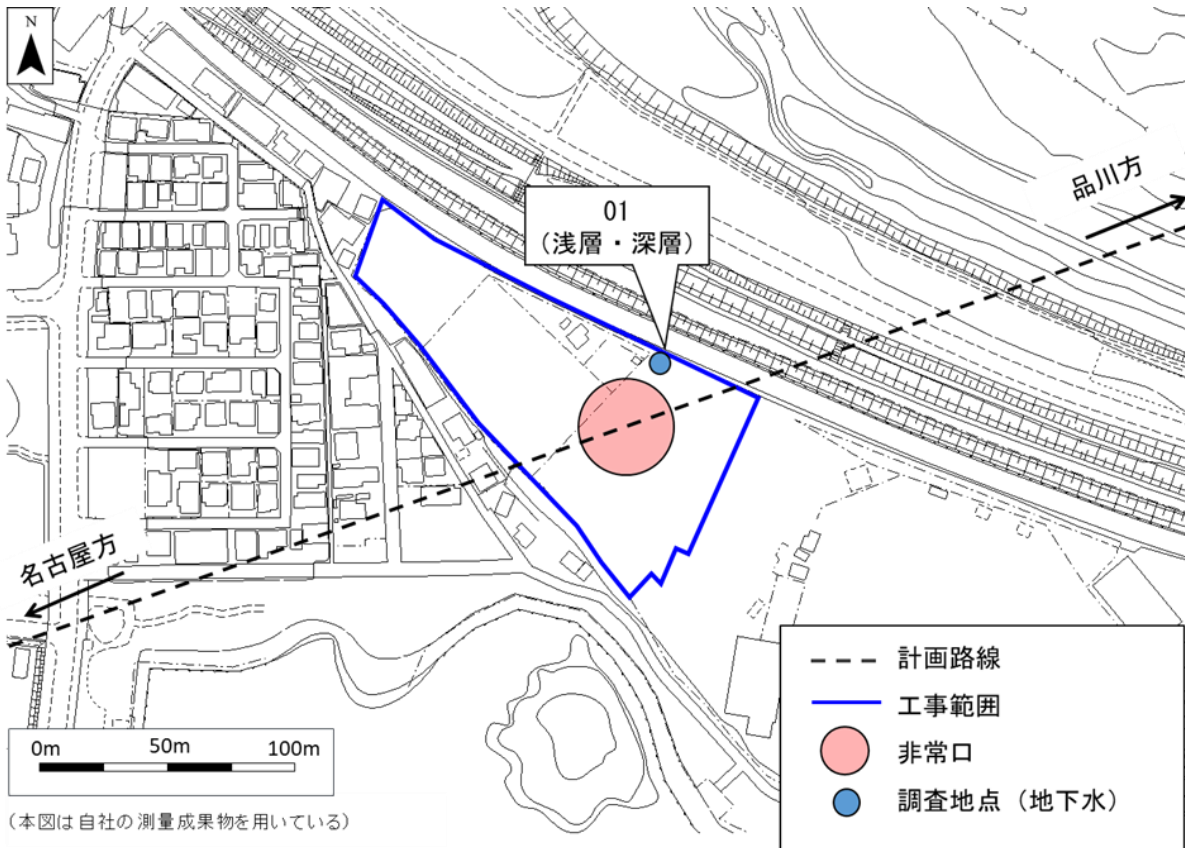 N
01
（浅層・深層）
品川方
名古屋方
0m 50m 100m
(本図は自社の測量成果物を用いている)
計画路線
工事範囲
非常口
調査地点（地下水）